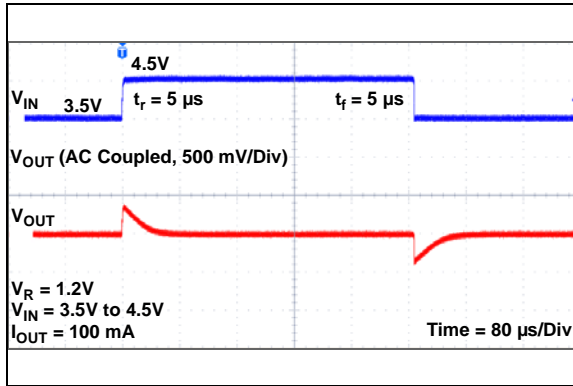 T
4.5V
VIN 3.5V tr = 5 µs tf = 5 µs
VOUT (AC Coupled, 500 mV/Div)
VOUT
VR = 1.2V
VIN = 3.5V to 4.5V
IOUT = 100 mA Time = 80 µs/Div